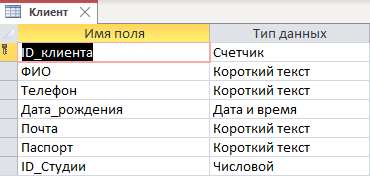 Клиент
Имя поля Тип данных
ID_клиента Счетчик
ФИО Короткий текст
Телефон Короткий текст
Дата_рождения Дата и время
Почта Короткий текст
Паспорт Короткий текст
ID_Студии Числовой